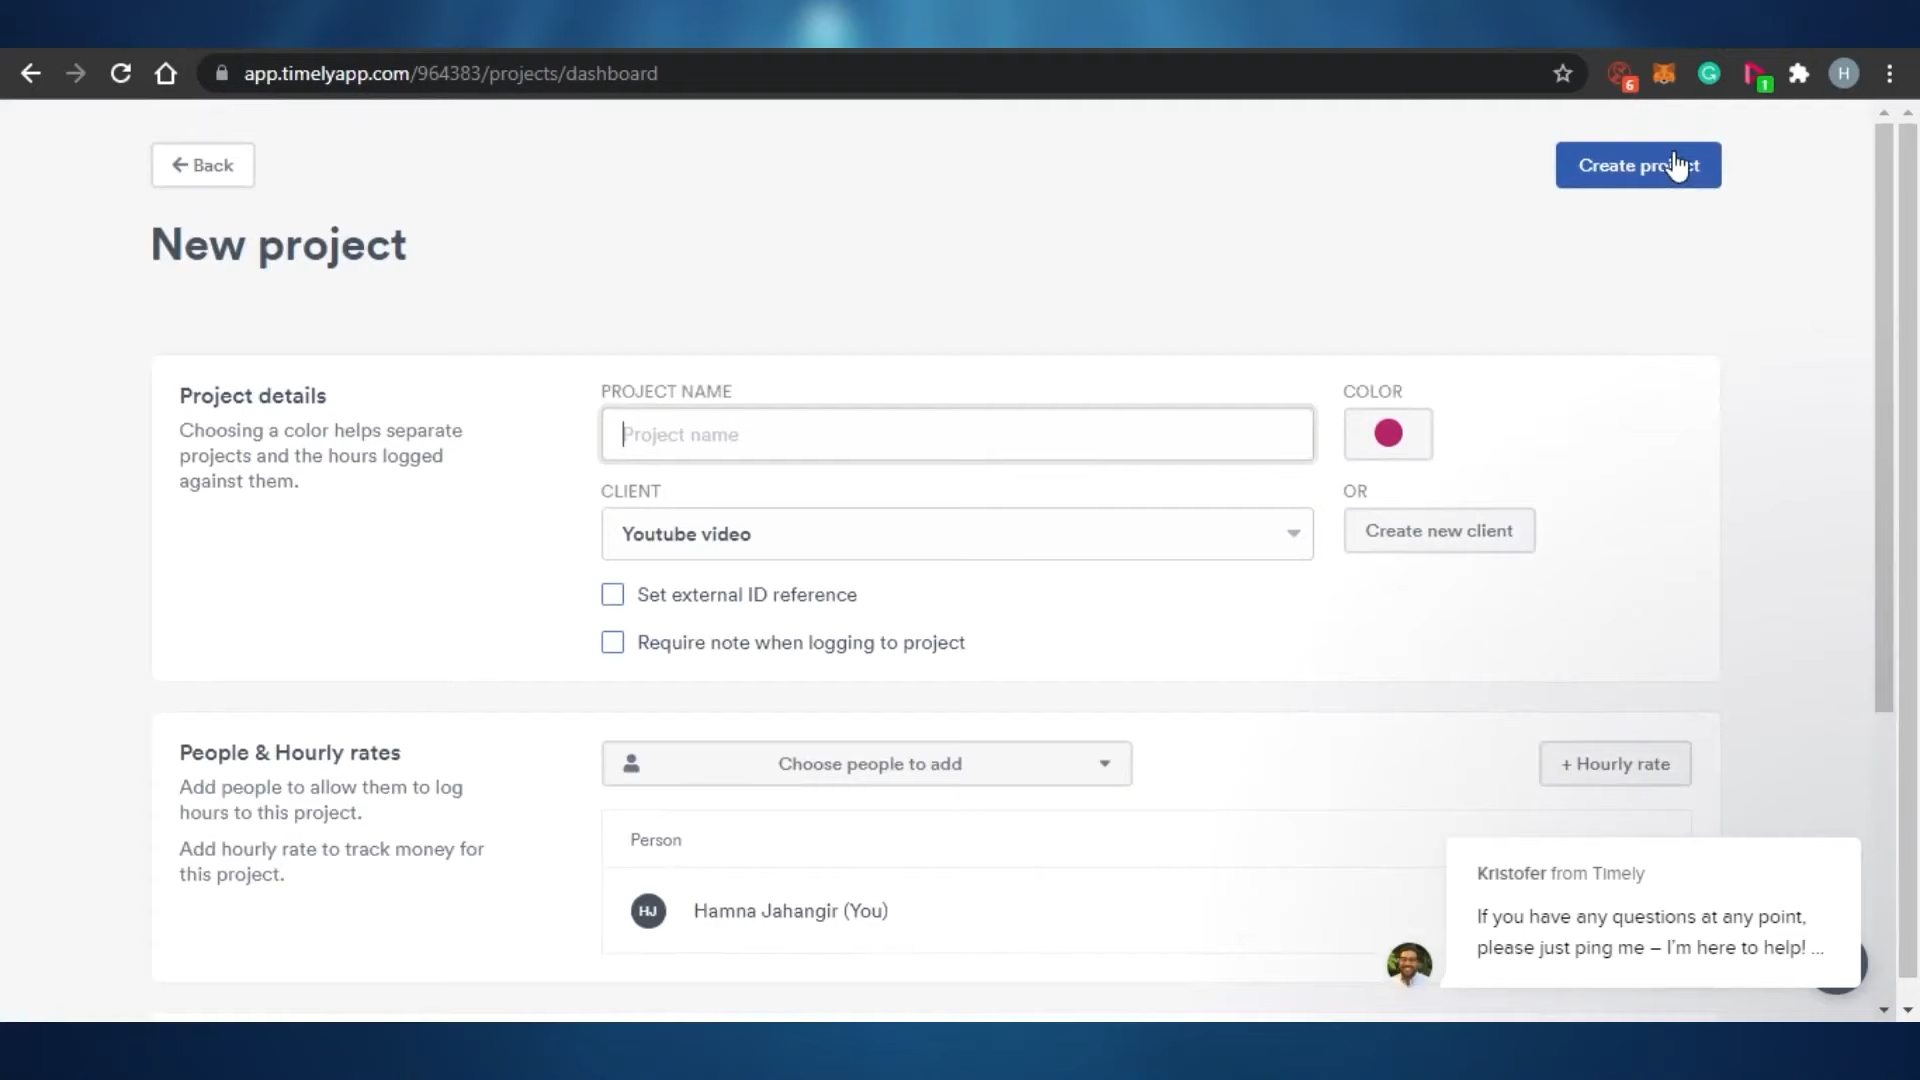 app.timelyapp.com/964383/projects/dashboard
6
1
H
Back
Create project
New project
Project details
Choosing a color helps separate
projects and the hours logged
against them.
PROJECT NAME
Project name
COLOR
CLIENT
Youtube video
OR
Create new client
Set external ID reference
Require note when logging to project
People & Hourly rates
Add people to allow them to log
hours to this project.
Add hourly rate to track money for
this project.
Choose people to add
+ Hourly rate
Person
HJ
Hamna Jahangir (You)
Kristofer from Timely
If you have any questions at any point,
please just ping me – I'm here to help! ...